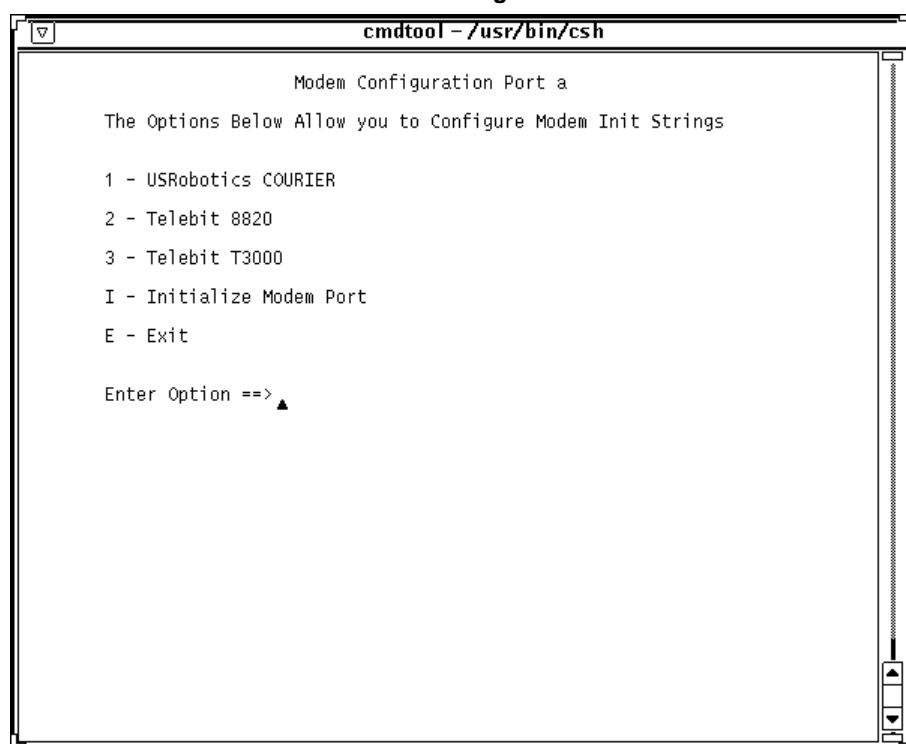 cmdtool – /usr/bin/csh
Modem Configuration Port a
The Options Below Allow you to Configure Modem Init Strings
1 - USRobotics COURIER
2 - Telebit 8820
3 - Telebit T3000
I - Initialize Modem Port
E - Exit
Enter Option ==>